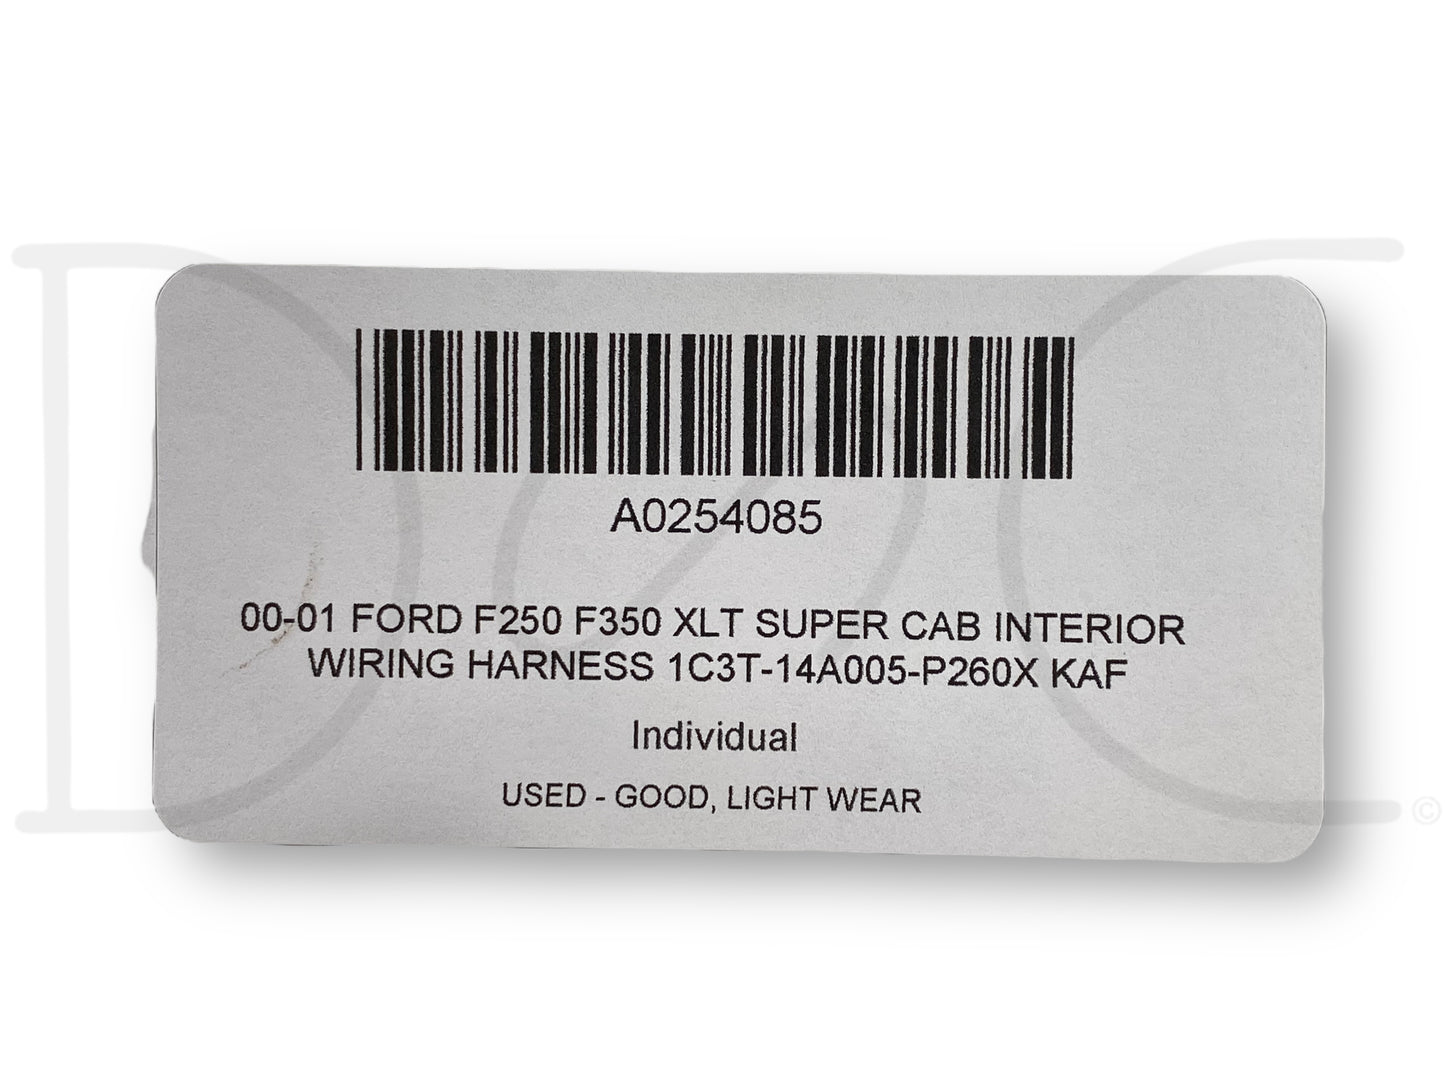 A0254085
00-01 FORD F250 F350 XLT SUPER CAB INTERIOR
WIRING HARNESS 1C3T-14A005-P260X KAF
Individual
USED - GOOD, LIGHT WEAR
D2C
©